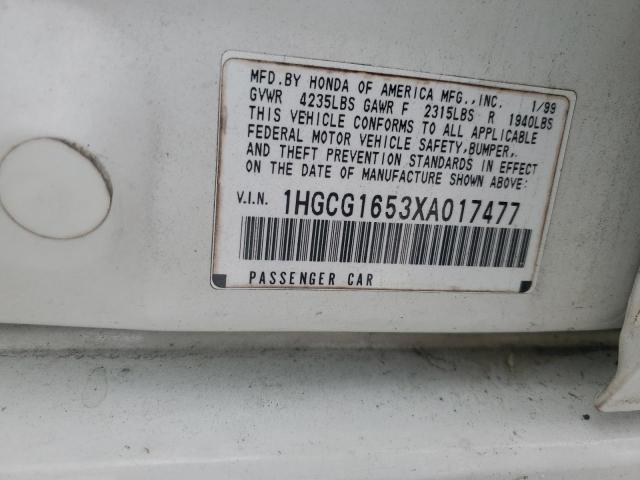 MFD. BY HONDA OF AMERICA MFG., INC. 1/99
GVWR 4235LBS GAWR F 2315LBS R 1940LBS
THIS VEHICLE CONFORMS TO ALL APPLICABLE
FEDERAL MOTOR VEHICLE SAFETY, BUMPER,
AND THEFT PREVENTION STANDARDS IN EFFECT
ON THE DATE OF MANUFACTURE SHOWN ABOVE:
V.I.N. 1HGCG1653XA017477
PASSENGER CAR